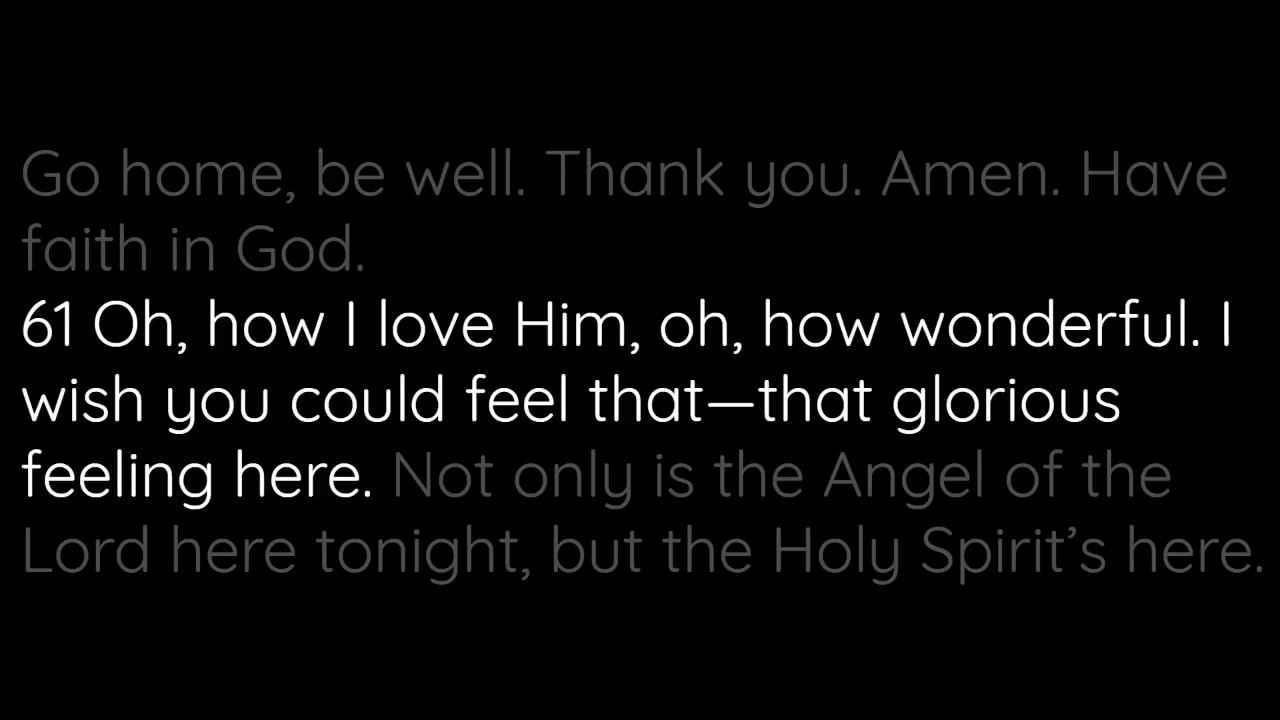 Go home, be well. Thank you. Amen. Have
faith in God.
61 Oh, how I love Him, oh, how wonderful. I
wish you could feel that—that glorious
feeling here. Not only is the Angel of the
Lord here tonight, but the Holy Spirit’s here.